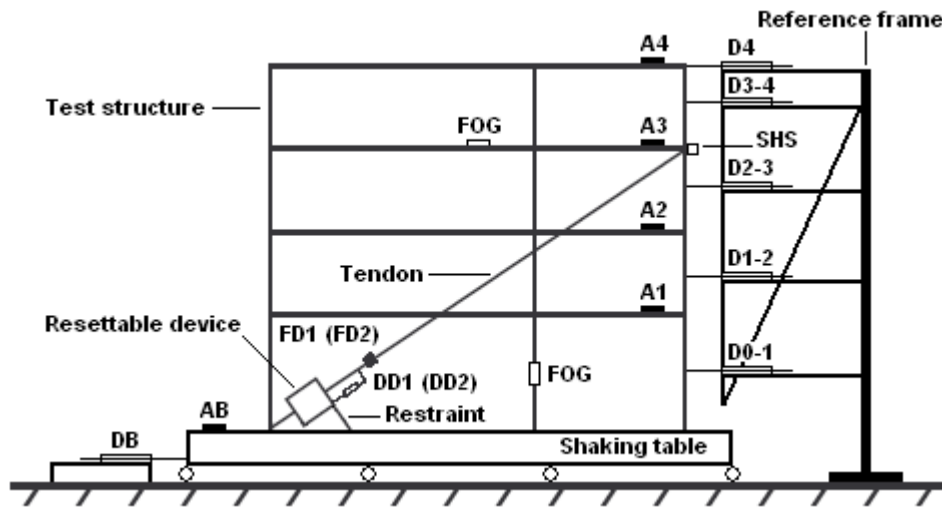 Reference frame
A4
D4
Test structure
D3-4
FOG
A3
SHS
D2-3
A2
Tendon
D1-2
A1
Resettable device
FD1 (FD2)
D0-1
DD1 (DD2)
FOG
AB
Restraint
DB
Shaking table